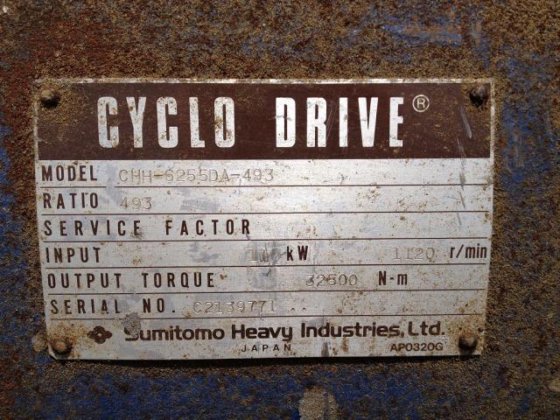 CYCLO DRIVE®
MODEL CHH-6255DA-493
RATIO 493
SERVICE FACTOR
INPUT 11 kW 1120 r/min
OUTPUT TORQUE 32500 N-m
SERIAL NO.
Sumitomo Heavy Industries, Ltd.
JAPAN AP0320G